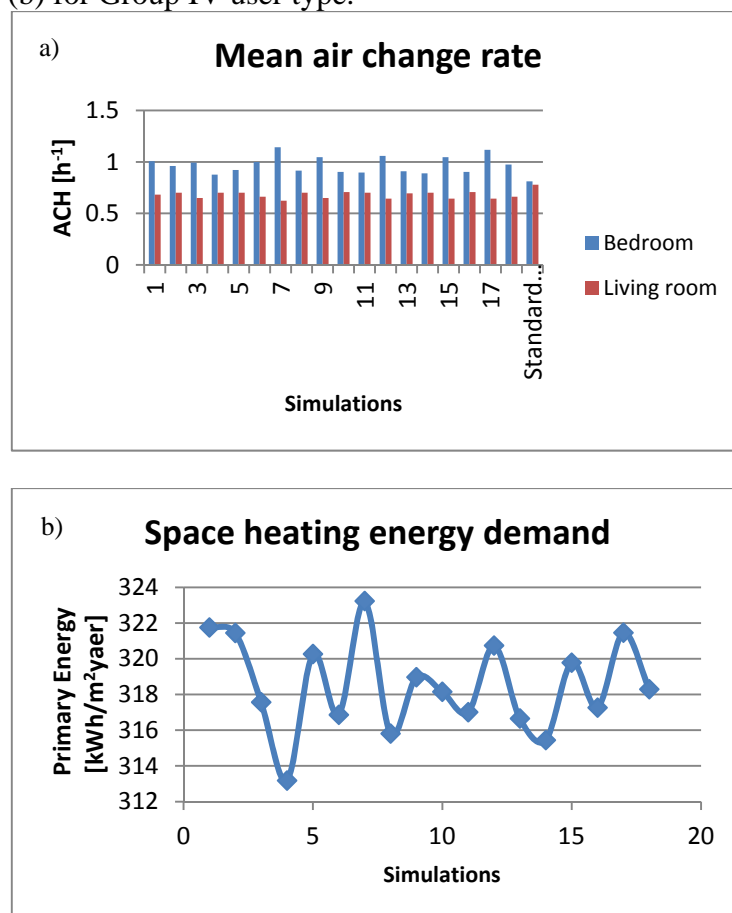 (b) for Group IV user type.
a)
Mean air change rate
1.5
1
0.5
0
ACH [h-1]
1
3
5
7
9
11
13
15
17
Standard...
Bedroom
Living room
Simulations
b)
Space heating energy demand
324
322
320
318
316
314
312
Primary Energy
[kWh/m²yaer]
0
5
10
15
20
Simulations